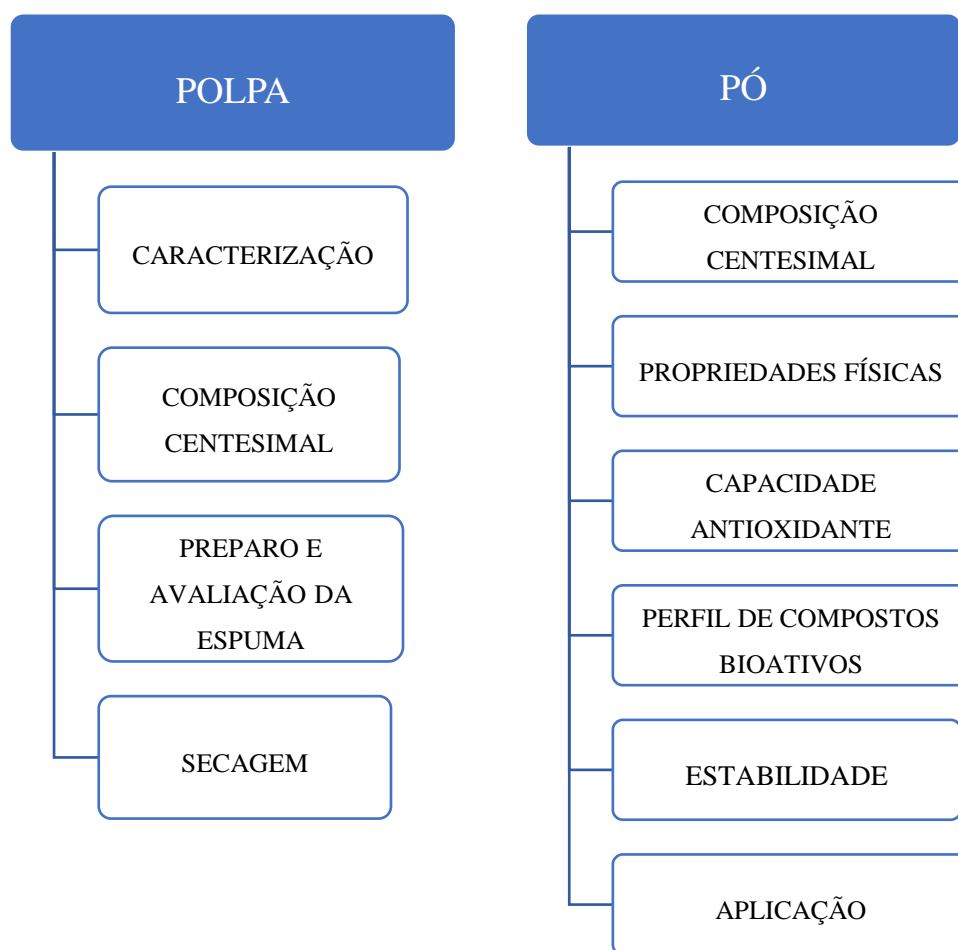 POLPA
CARACTERIZAÇÃO
COMPOSIÇÃO
CENTESIMAL
PREPARO E
AVALIAÇÃO DA
ESPUMA
SECAGEM
PÓ
COMPOSIÇÃO
CENTESIMAL
PROPRIEDADES FÍSICAS
CAPACIDADE
ANTIOXIDANTE
PERFIL DE COMPOSTOS
BIOATIVOS
ESTABILIDADE
APLICAÇÃO